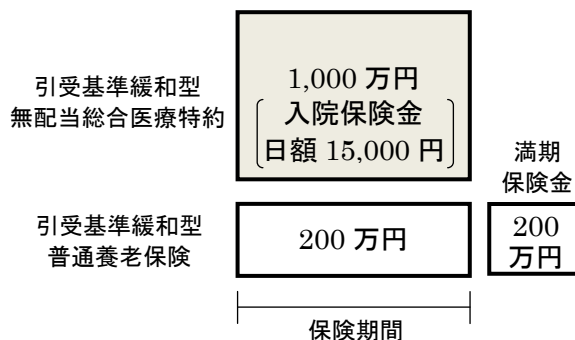 引受基準緩和型
無配当総合医療特約
1,000 万円
入院保険金
日額 15,000 円
満期
保険金
引受基準緩和型
普通養老保険
200 万円
200
万円
保険期間